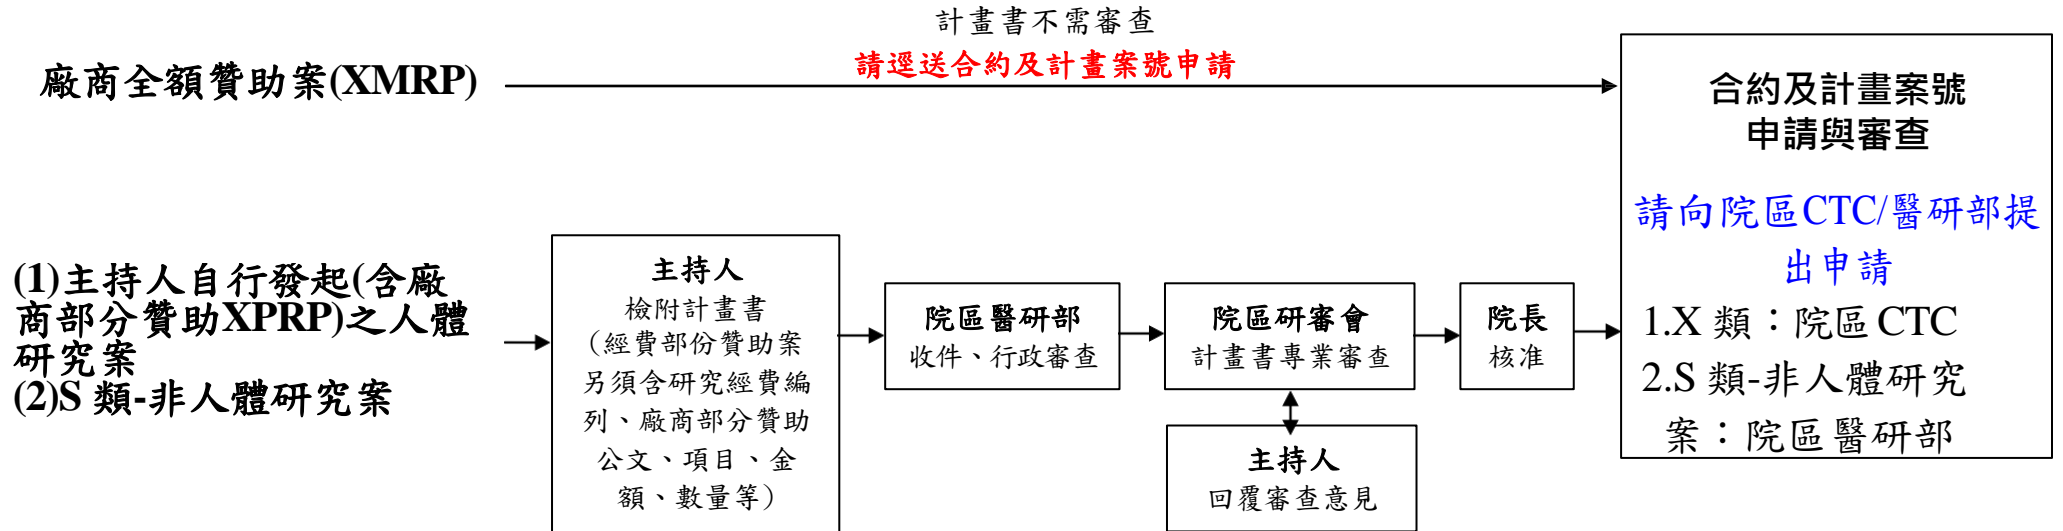 計畫書不需審查
請逕送合約及計畫案號申請
廠商全額贊助案(XMRP)
合約及計畫案號
申請與審查
請向院區CTC/醫研部提
出申請
1.X 類：院區 CTC
2.S 類-非人體研究
案：院區醫研部
(1)主持人自行發起(含廠
商部分贊助XPRP)之人體
研究案
(2)S 類-非人體研究案
主持人
檢附計畫書
（經費部份贊助案
另須含研究經費編
列、廠商部分贊助
公文、項目、金
額、數量等）
院區醫研部
收件、行政審查
院區研審會
計畫書專業審查
院長
核准
主持人
回覆審查意見